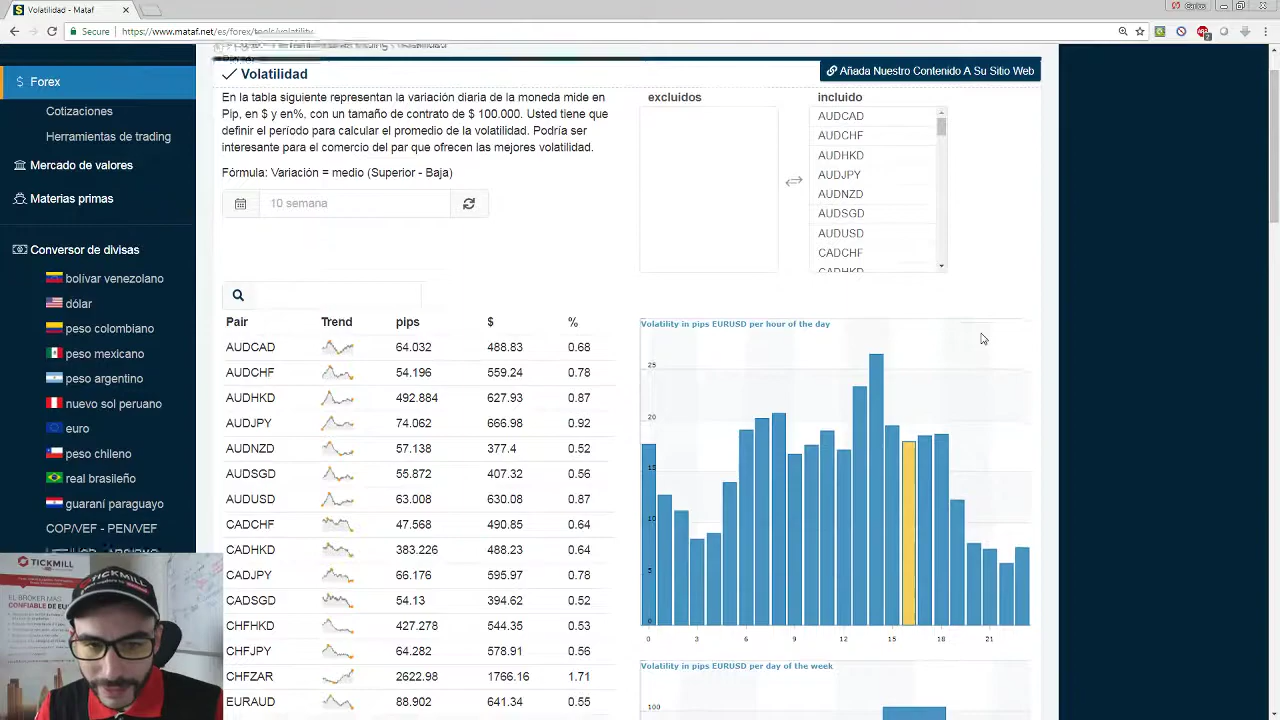 Volatilidad - Mataf
Carlos
Secure
https://www.mataf.net/es/forex/tools/volatility
Forex
Cotizaciones
Herramientas de trading
Mercado de valores
Materias primas
Conversor de divisas
bolívar venezolano
dólar
peso colombiano
peso mexicano
peso argentino
nuevo sol peruano
euro
peso chileno
real brasileño
guaraní paraguayo
COP/VEF - PEN/VEF
Volatilidad
Añada Nuestro Contenido A Su Sitio Web
En la tabla siguiente representan la variación diaria de la moneda mide en
Pip, en $ y en%, con un tamaño de contrato de $ 100.000. Usted tiene que
definir el período para calcular el promedio de la volatilidad. Podría ser
interesante para el comercio del par que ofrecen las mejores volatilidad.
Fórmula: Variación = medio (Superior - Baja)
10 semana
excluidos
incluido
AUDCAD
AUDCHF
AUDHKD
AUDJPY
AUDNZD
AUDSGD
AUDUSD
CADCHF
CADHKD
Pair Trend pips $ %
AUDCAD 64.032 488.83 0.68
AUDCHF 54.196 559.24 0.78
AUDHKD 492.884 627.93 0.87
AUDJPY 74.062 666.98 0.92
AUDNZD 57.138 377.4 0.52
AUDSGD 55.872 407.32 0.56
AUDUSD 63.008 630.08 0.87
CADCHF 47.568 490.85 0.64
CADHKD 383.226 488.23 0.64
CADJPY 66.176 595.97 0.78
CADSGD 54.13 394.62 0.52
CHFHKD 427.278 544.35 0.53
CHFJPY 64.282 578.91 0.56
CHFZAR 2622.98 1766.16 1.71
EURAUD 88.902 641.34 0.55
Volatility in pips EURUSD per hour of the day
25
20
15
10
5
0
0 3 6 9 12 15 18 21
Volatility in pips EURUSD per day of the week
100
TICKMILL
EL BROKER MAS
CONFIABLE DE EU
TICKMILL